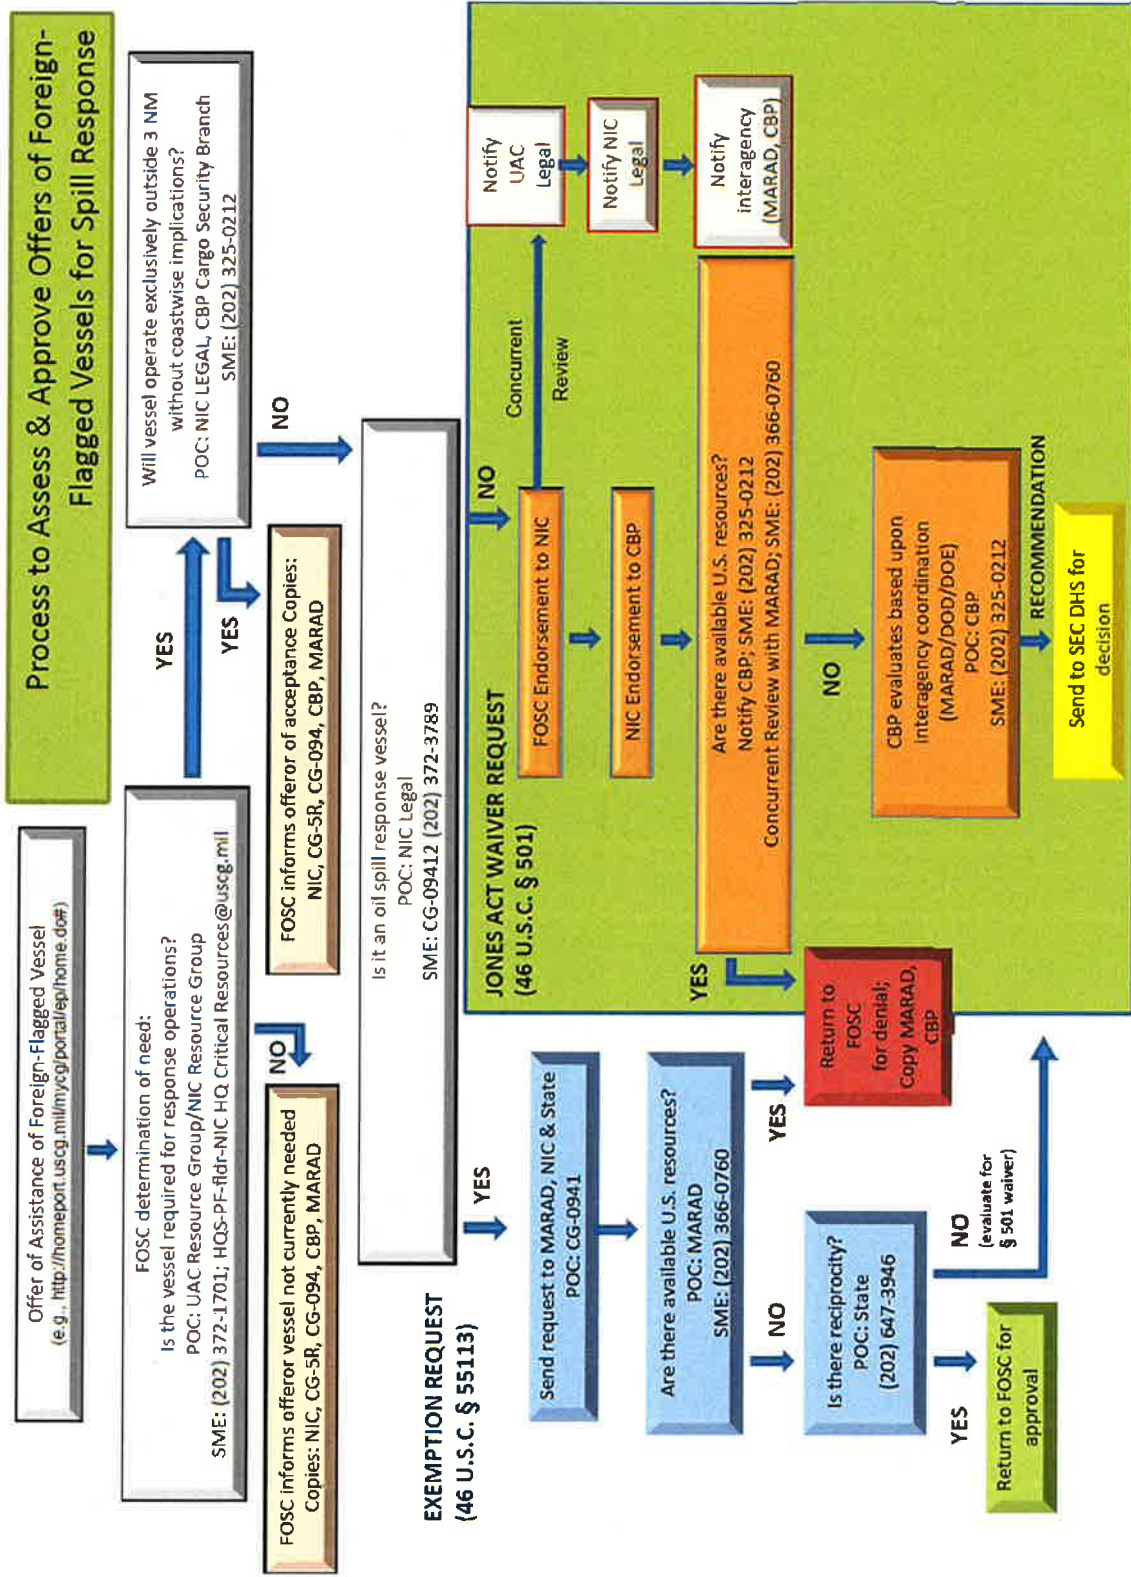 Process to Assess & Approve Offers of Foreign-
Flagged Vessels for Spill Response
Offer of Assistance of Foreign-Flagged Vessel
(e.g., http://homeport.uscg.mil/mycg/portal/ep/home.do#)
FOSC determination of need:
Is the vessel required for response operations?
POC: UAC Resource Group/NIC Resource Group
SME: (202) 372-1701; HQS-PF-fldr-NIC HQ Critical Resources@uscg.mil
YES
Will vessel operate exclusively outside 3 NM
without coastwise implications?
POC: NIC LEGAL, CBP Cargo Security Branch
SME: (202) 325-0212
NO
FOSC informs offeror vessel not currently needed
Copies: NIC, CG-5R, CG-094, CBP, MARAD
YES
FOSC informs offeror of acceptance Copies:
NIC, CG-5R, CG-094, CBP, MARAD
NO
Is it an oil spill response vessel?
POC: NIC Legal
SME: CG-09412 (202) 372-3789
EXEMPTION REQUEST
(46 U.S.C. § 55113)
YES
Send request to MARAD, NIC & State
POC: CG-0941
Are there available U.S. resources?
POC: MARAD
SME: (202) 366-0760
NO
YES
Is there reciprocity?
POC: State
(202) 647-3946
YES
Return to FOSC for
approval
NO
(evaluate for
§ 501 waiver)
Return to
FOSC
for denial;
Copy MARAD,
CBP
JONES ACT WAIVER REQUEST
(46 U.S.C. § 501)
NO
FOSC Endorsement to NIC
Concurrent
Review
Notify
UAC
Legal
Notify NIC
Legal
Notify
interagency
(MARAD, CBP)
NIC Endorsement to CBP
Are there available U.S. resources?
Notify CBP; SME: (202) 325-0212
Concurrent Review with MARAD; SME: (202) 366-0760
YES
NO
CBP evaluates based upon
interagency coordination
(MARAD/DOD/DOE)
POC: CBP
SME: (202) 325-0212
RECOMMENDATION
Send to SEC DHS for
decision